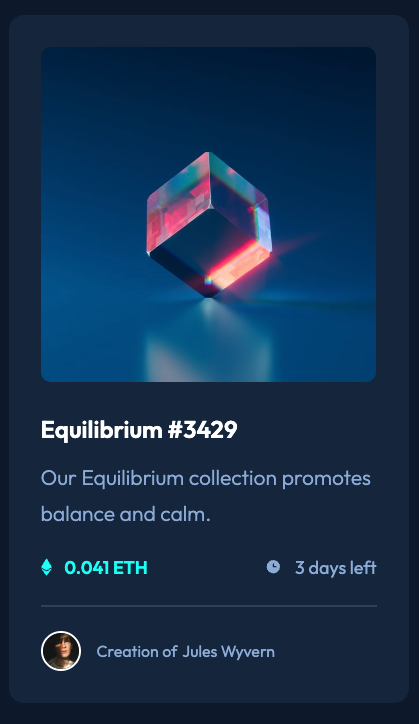 Equilibrium #3429
Our Equilibrium collection promotes
balance and calm.
0.041 ETH
3 days left
Creation of Jules Wyvern